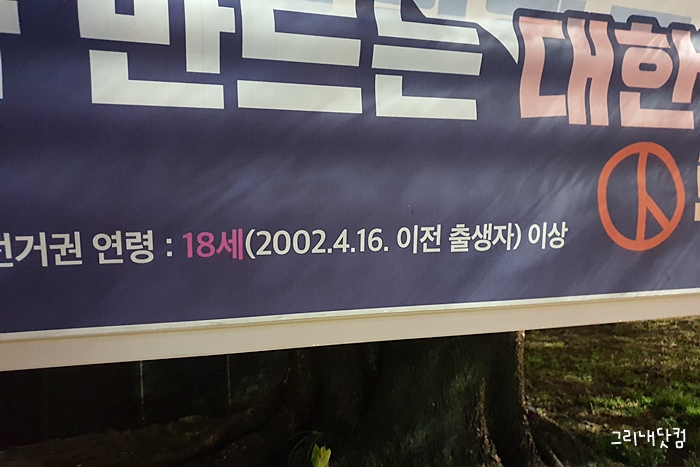 만드는 대한
선거권 연령 : 18세(2002.4.16. 이전 출생자) 이상
그리내닷컴